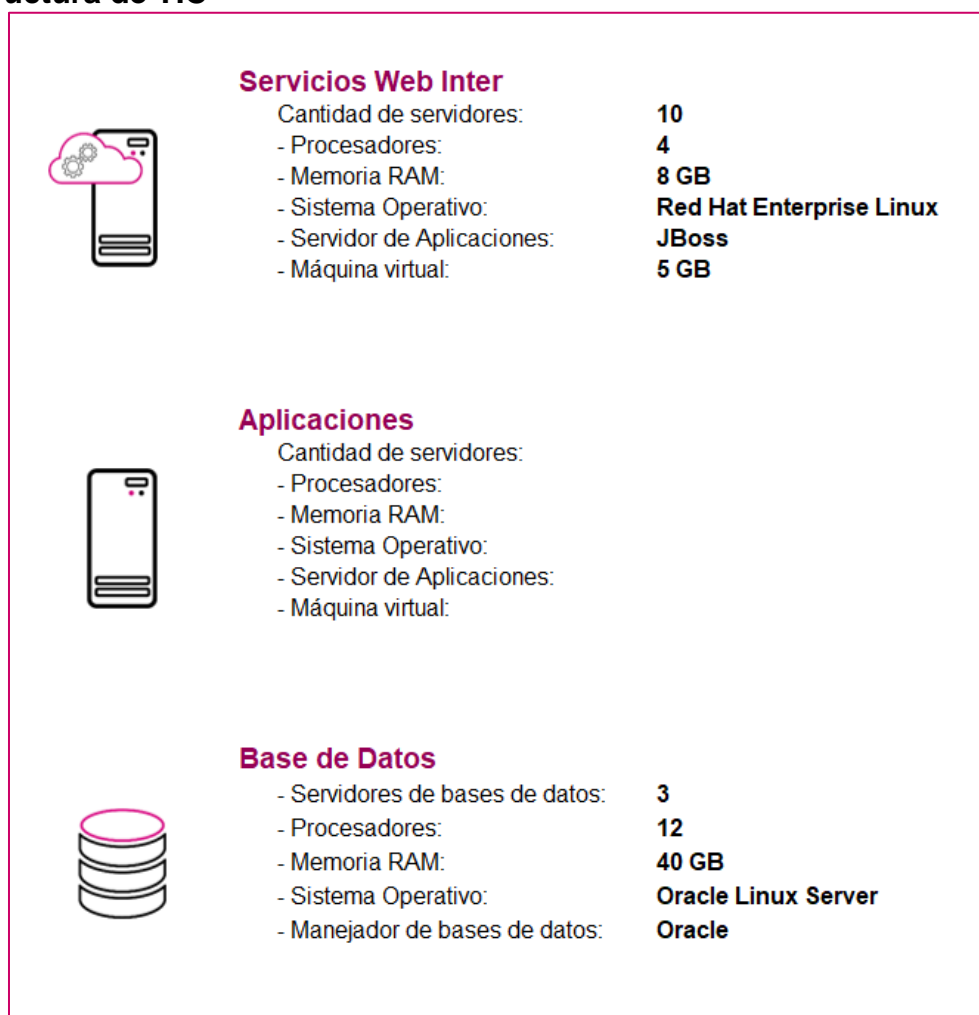 Servicios Web Inter
Cantidad de servidores: 10
- Procesadores: 4
- Memoria RAM: 8 GB
- Sistema Operativo: Red Hat Enterprise Linux
- Servidor de Aplicaciones: JBoss
- Máquina virtual: 5 GB
Aplicaciones
Cantidad de servidores:
- Procesadores:
- Memoria RAM:
- Sistema Operativo:
- Servidor de Aplicaciones:
- Máquina virtual:
Base de Datos
- Servidores de bases de datos: 3
- Procesadores: 12
- Memoria RAM: 40 GB
- Sistema Operativo: Oracle Linux Server
- Manejador de bases de datos: Oracle